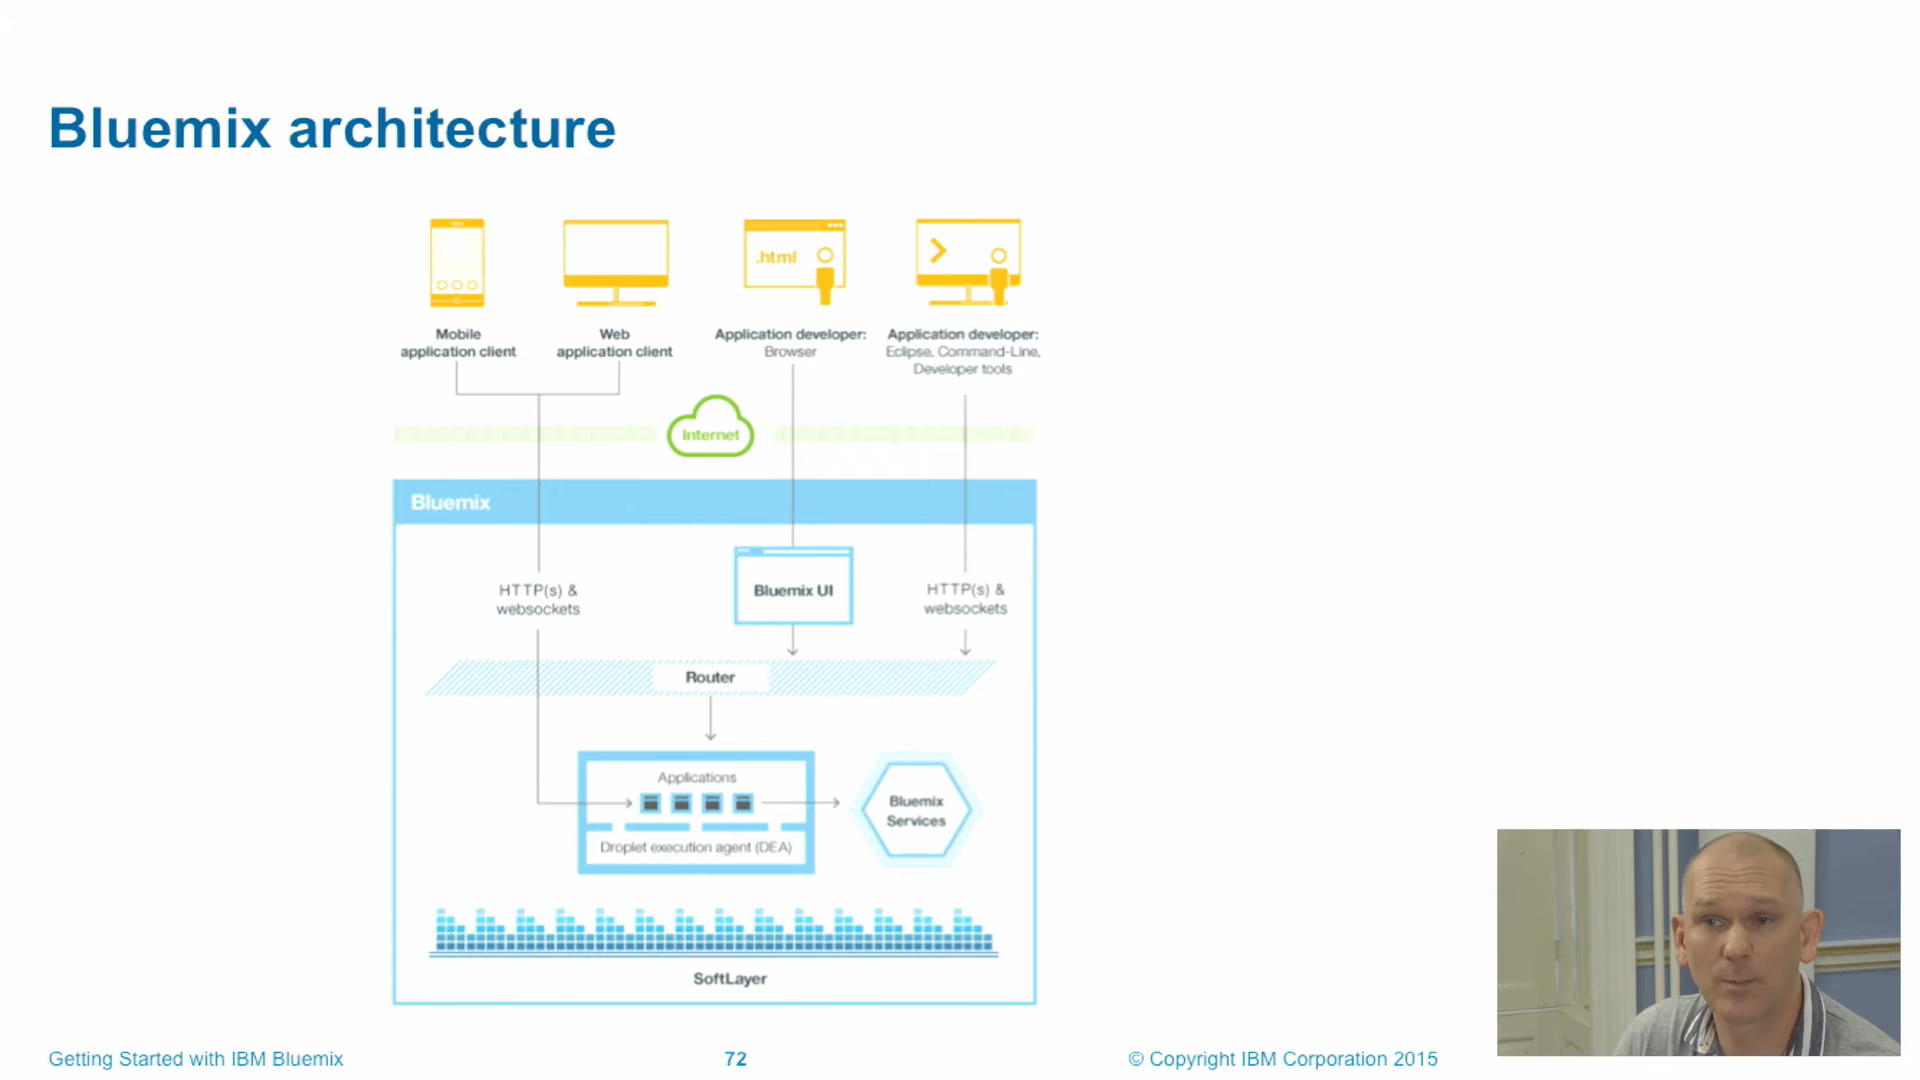 Bluemix architecture
.html
Mobile
application client
Web
application client
Application developer:
Browser
Application developer:
Eclipse, Command-Line,
Developer tools
Internet
Bluemix
HTTP(s) &
websockets
Bluemix UI
HTTP(s) &
websockets
Router
Applications
Droplet execution agent (DEA)
Bluemix
Services
SoftLayer
Getting Started with IBM Bluemix
72
© Copyright IBM Corporation 2015